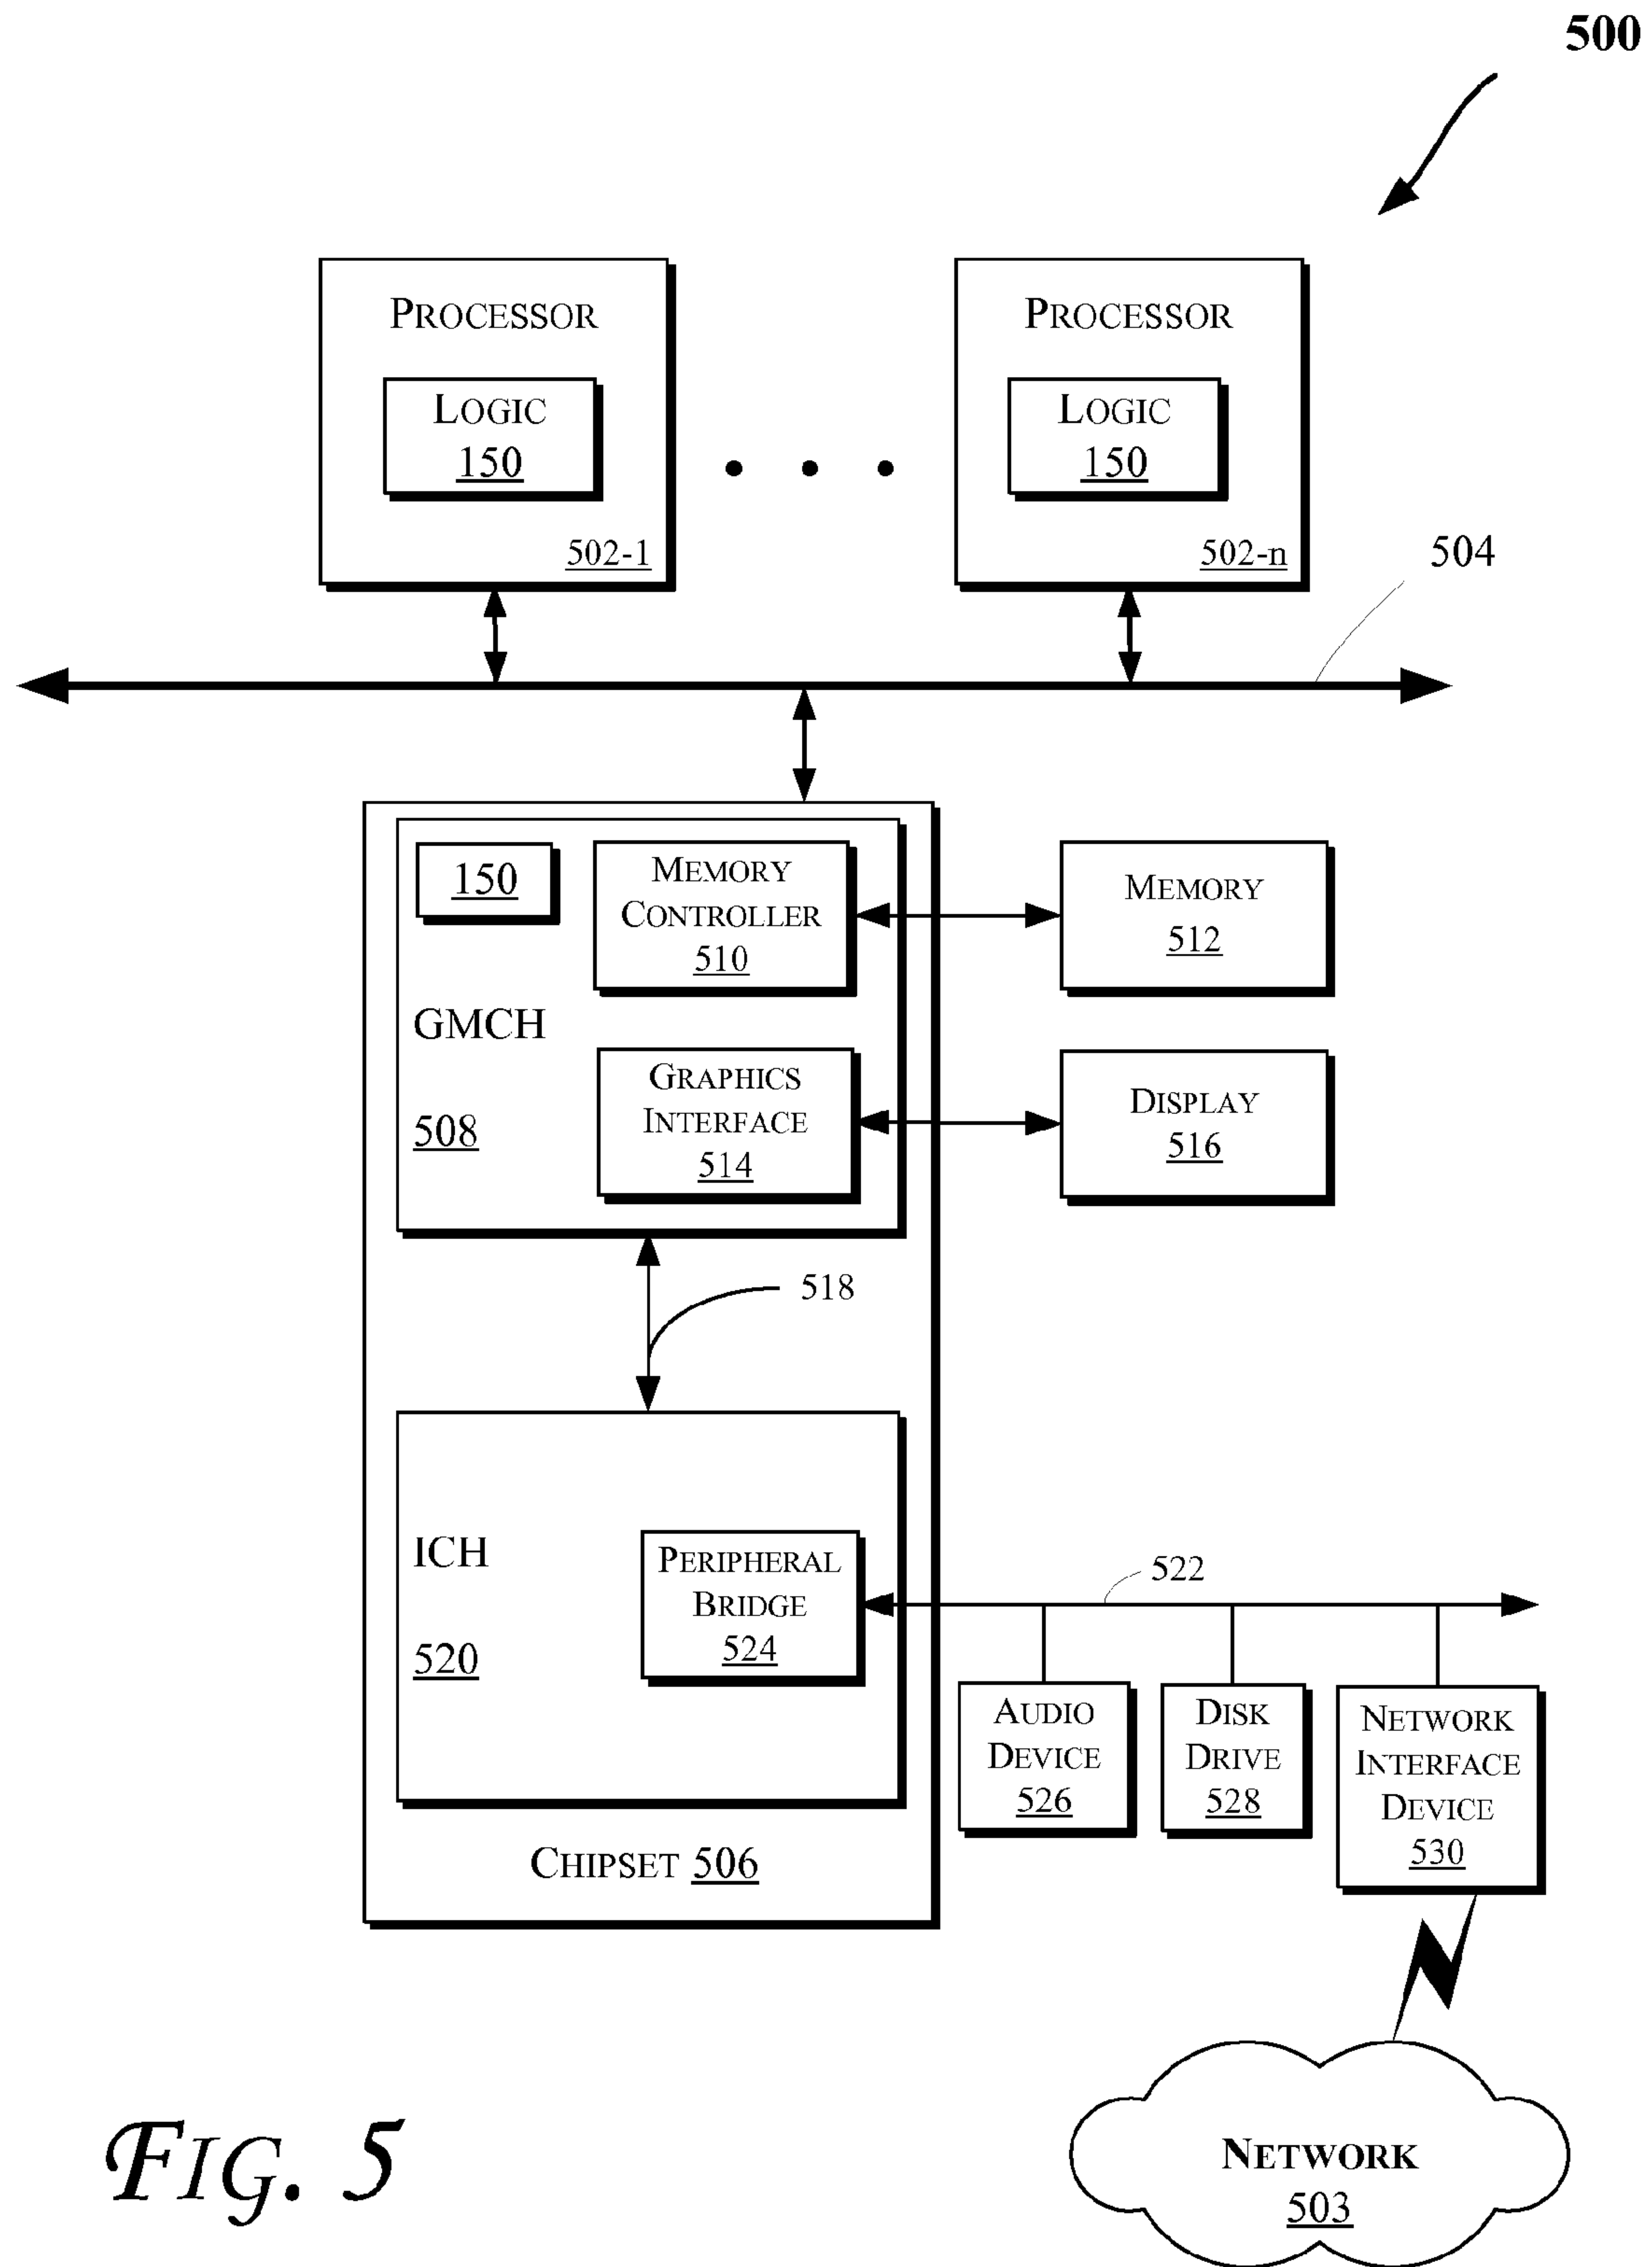 500
PROCESSOR
LOGIC
150
502-1
PROCESSOR
LOGIC
150
502-n
504
150
MEMORY
CONTROLLER
510
MEMORY
512
GMCH
508
GRAPHICS
INTERFACE
514
DISPLAY
516
518
ICH
520
PERIPHERAL
BRIDGE
524
522
AUDIO
DEVICE
526
DISK
DRIVE
528
NETWORK
INTERFACE
DEVICE
530
CHIPSET 506
NETWORK
503
FIG. 5